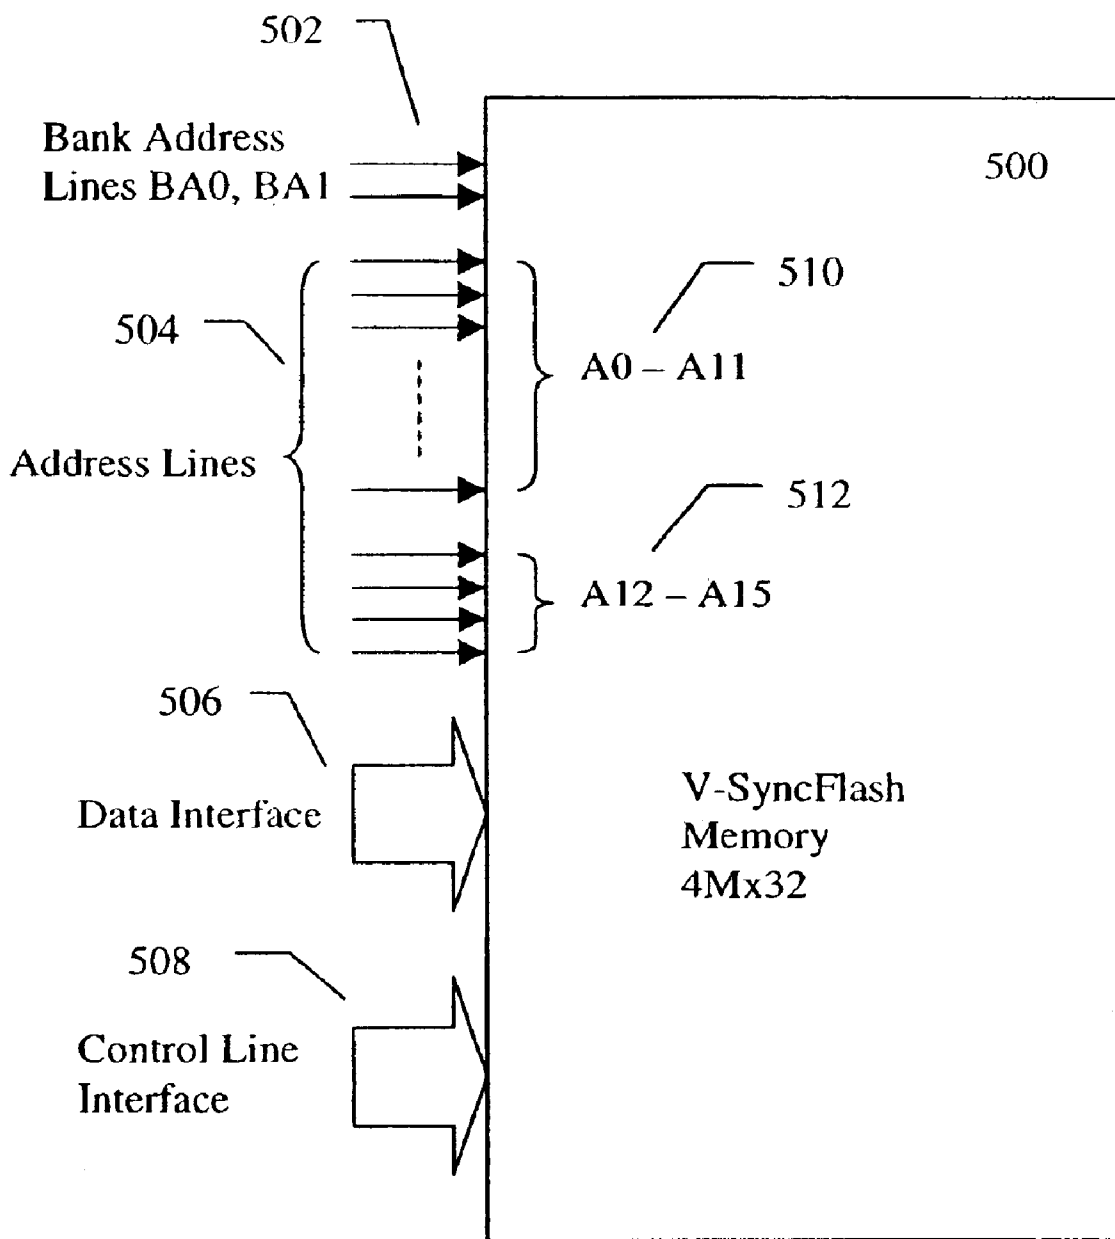 502
Bank Address
Lines BA0, BA1
500
510
504
A0 – A11
Address Lines
512
A12 – A15
506
Data Interface
V-SyncFlash
Memory
4Mx32
508
Control Line
Interface